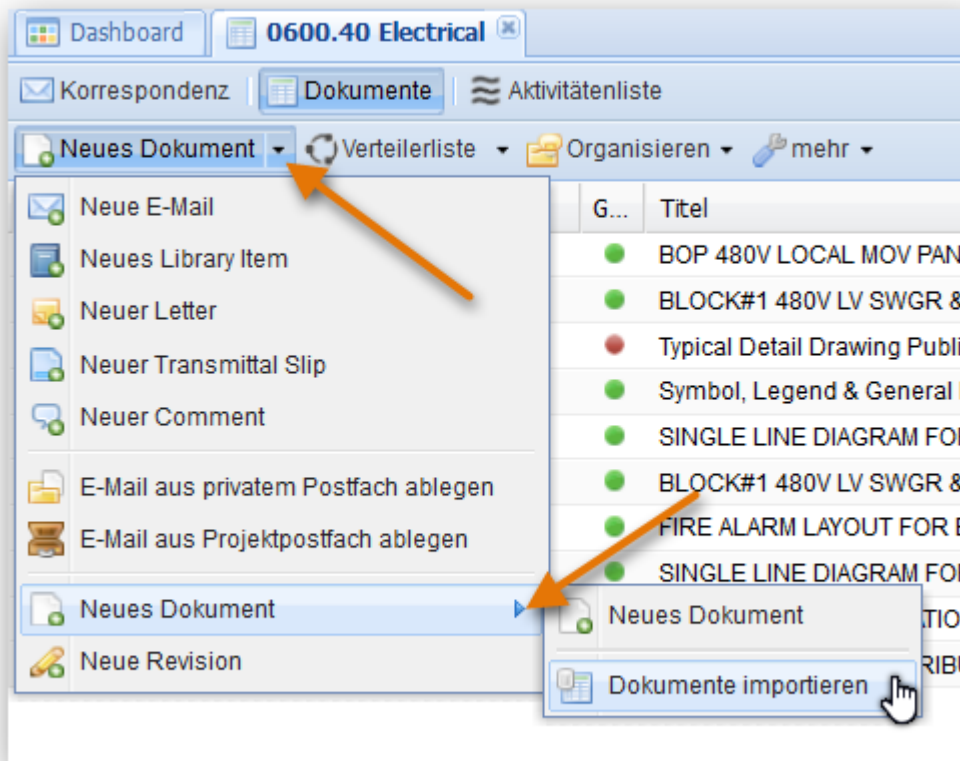 Dashboard 0600.40 Electrical
Korrespondenz Dokumente Aktivitätenliste
Neues Dokument Verteilerliste Organisieren mehr
Neue E-Mail
Neues Library Item
Neuer Letter
Neuer Transmittal Slip
Neuer Comment
E-Mail aus privatem Postfach ablegen
E-Mail aus Projektpostfach ablegen
Neues Dokument
Neue Revision
Neues Dokument
Dokumente importieren
G... Titel
BOP 480V LOCAL MOV PAN
BLOCK#1 480V LV SWGR &
Typical Detail Drawing Publi
Symbol, Legend & General
SINGLE LINE DIAGRAM FO
BLOCK#1 480V LV SWGR &
FIRE ALARM LAYOUT FOR
SINGLE LINE DIAGRAM FO